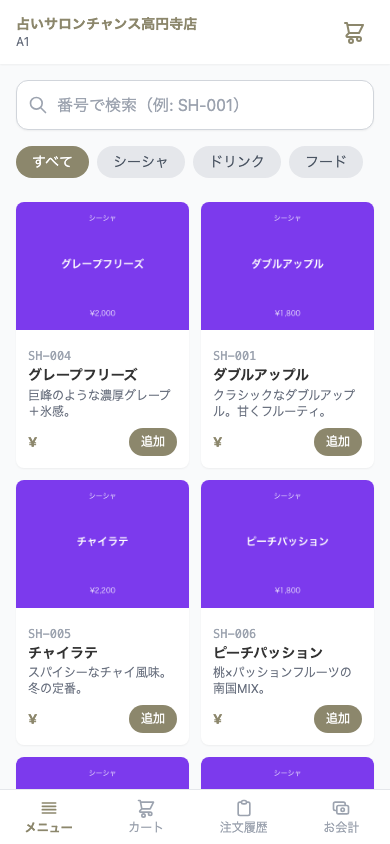 占いサロンチャンス高円寺店
A1
番号で検索（例: SH-001）
すべて
シーシャ
ドリンク
フード
シーシャ
グレープフリーズ
¥2,000
SH-004
グレープフリーズ
巨峰のような濃厚グレープ
＋氷感。
¥
追加
シーシャ
ダブルアップル
¥1,800
SH-001
ダブルアップル
クラシックなダブルアップ
ル。甘くフルーティ。
¥
追加
シーシャ
チャイラテ
¥2,200
SH-005
チャイラテ
スパイシーなチャイ風味。
冬の定番。
¥
追加
シーシャ
ピーチパッション
¥1,800
SH-006
ピーチパッション
桃×パッションフルーツの
南国MIX。
¥
追加
シーシャ
シーシャ
メニュー
カート
注文履歴
お会計